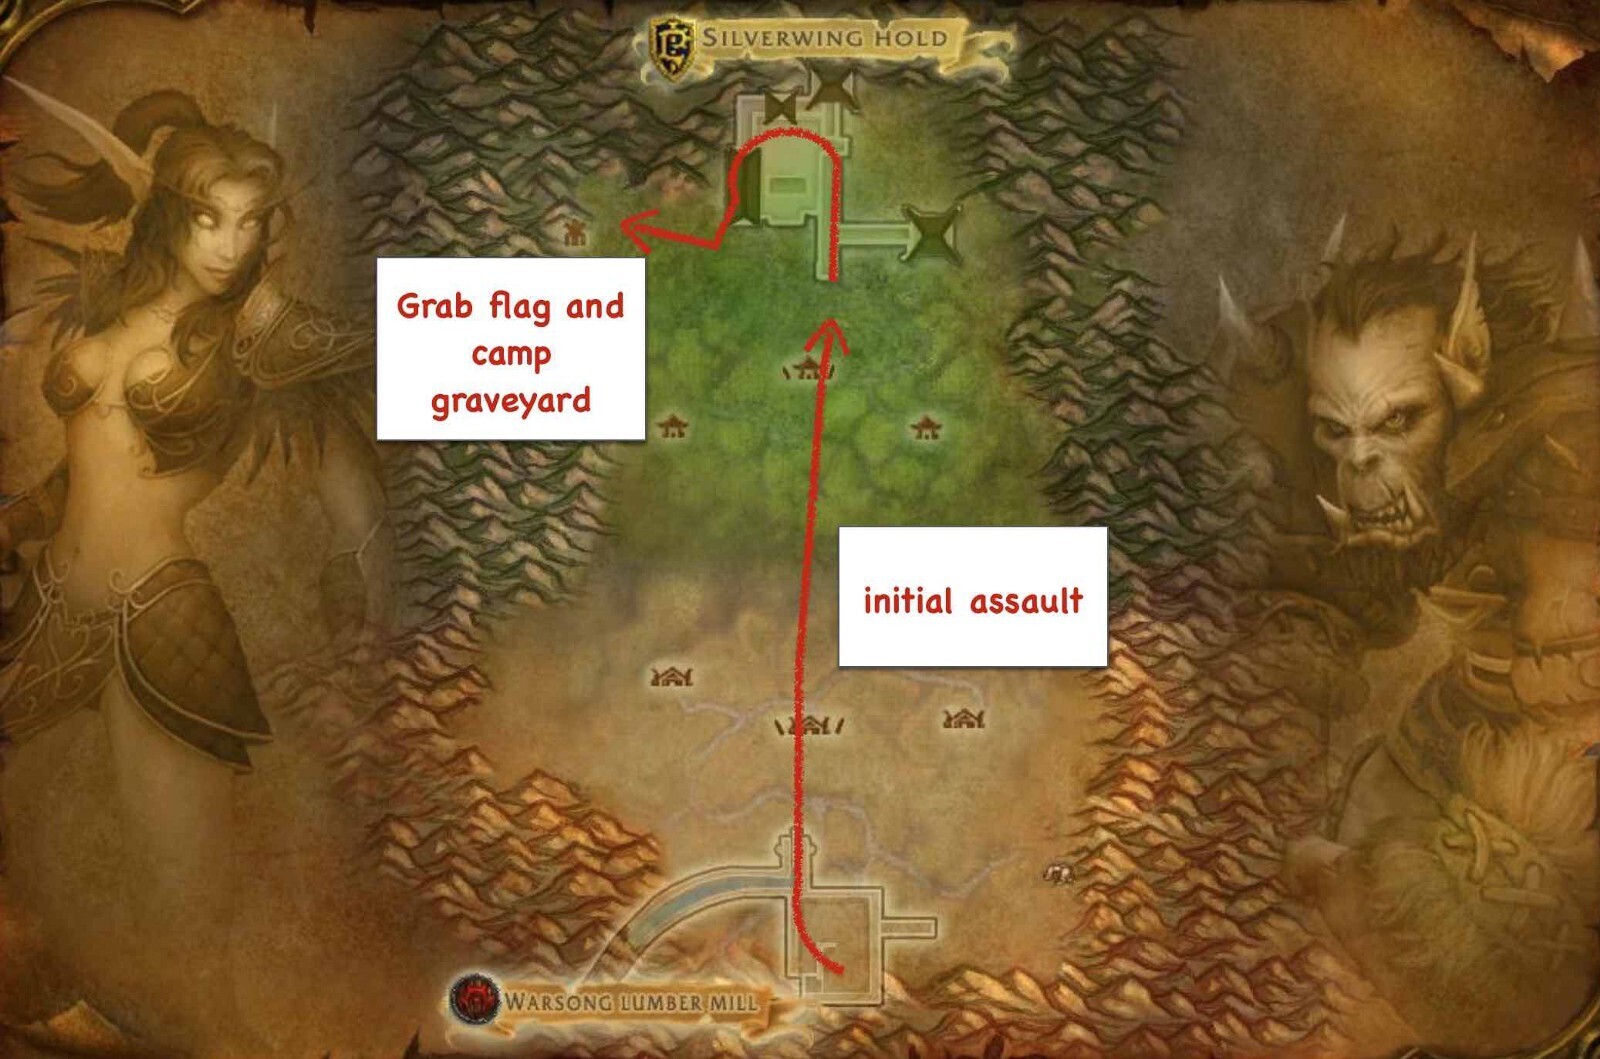 SILVERWING HOLD
Grab flag and
camp
graveyard
initial assault
WARSONG LUMBER MILL